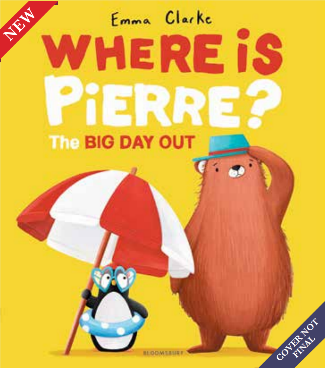 NEW
Emma Clarke
WHERE iS
PiERRE?
The BIG DAY OUT
BLOOMSBURY
COVER NOT
FINAL